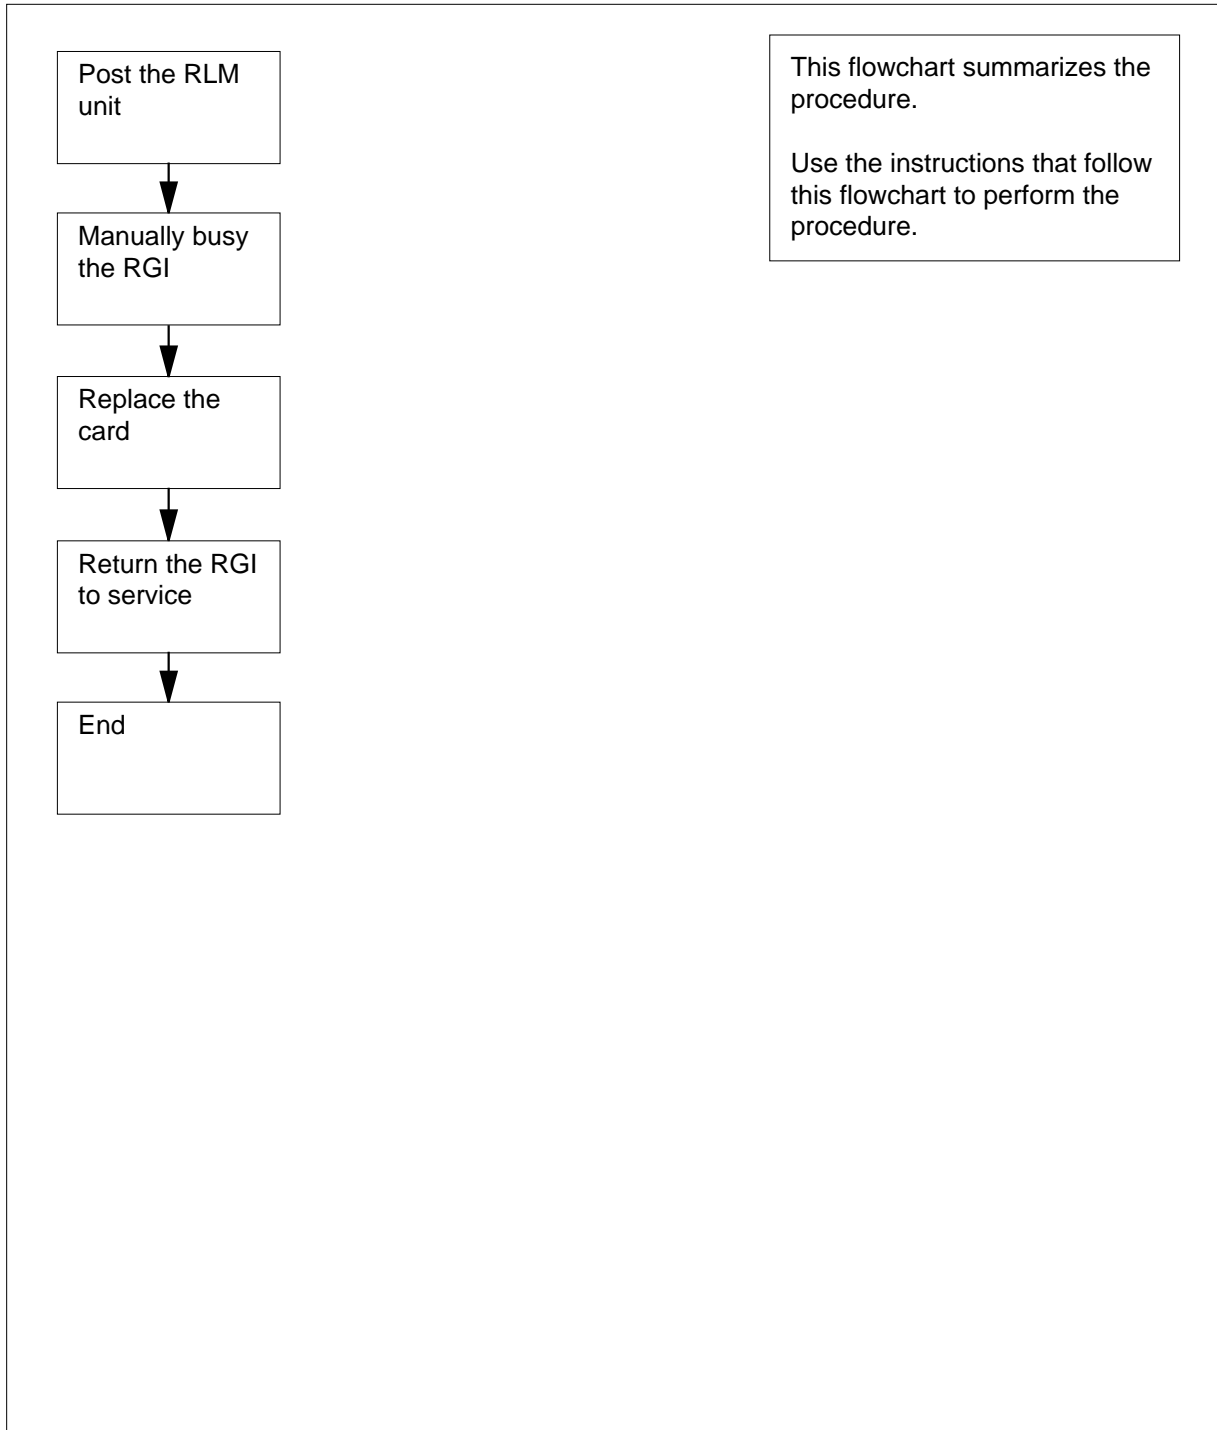 Post the RLM
unit
Manually busy
the RGI
Replace the
card
Return the RGI
to service
End
This flowchart summarizes the
procedure.
Use the instructions that follow
this flowchart to perform the
procedure.